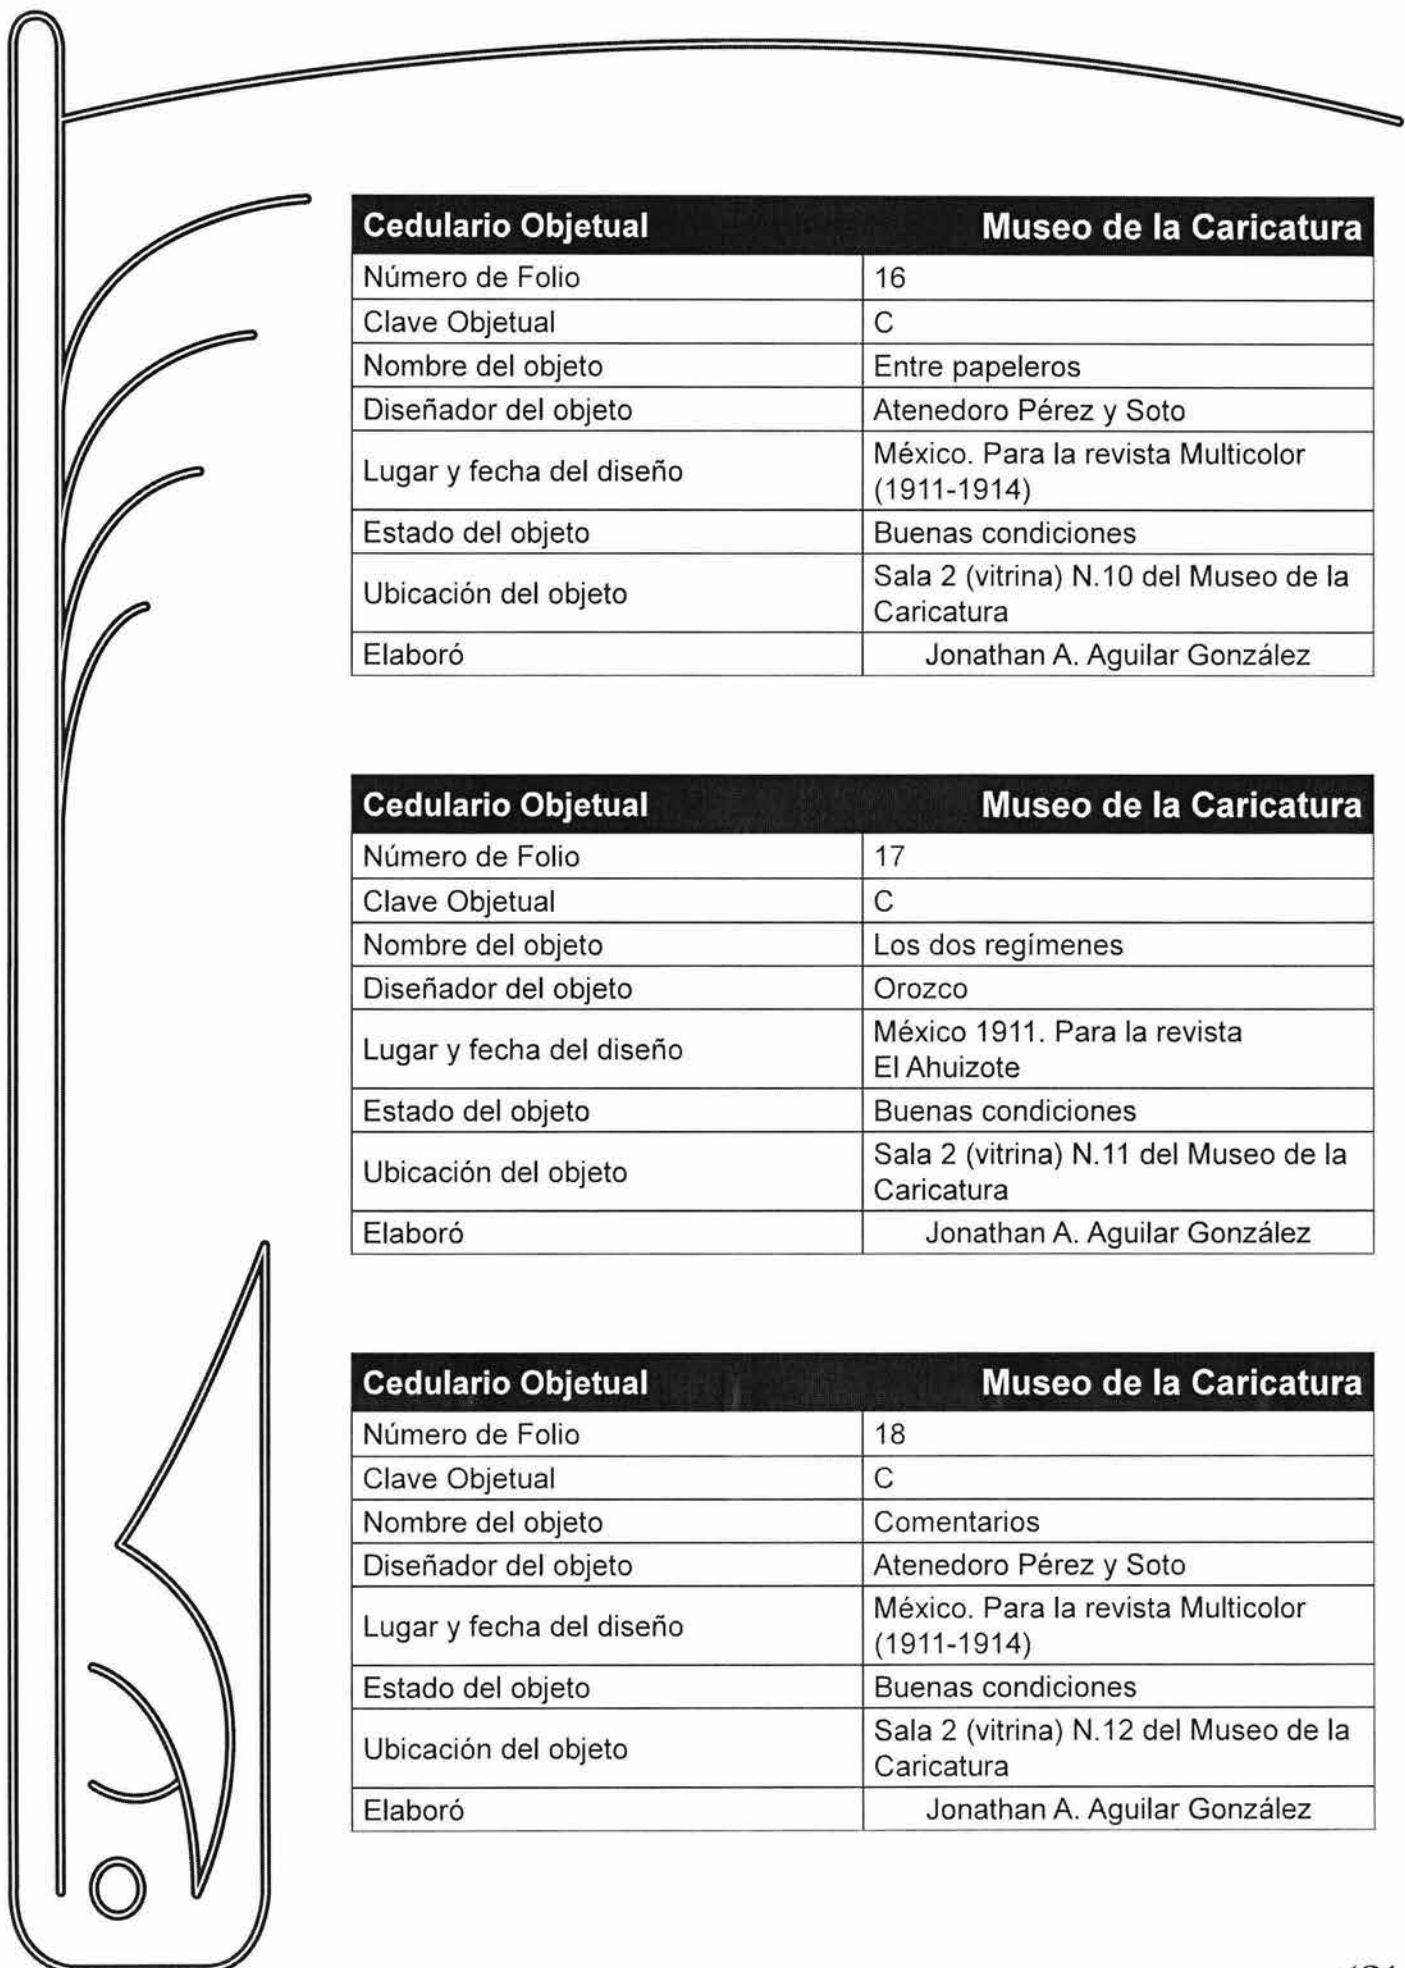 Cedulario Objetual Museo de la Caricatura
Número de Folio 16
Clave Objetual C
Nombre del objeto Entre papeleros
Diseñador del objeto Atenedoro Pérez y Soto
Lugar y fecha del diseño México. Para la revista Multicolor
(1911-1914)
Estado del objeto Buenas condiciones
Ubicación del objeto Sala 2 (vitrina) N.10 del Museo de la
Caricatura
Elaboró Jonathan A. Aguilar González
Cedulario Objetual Museo de la Caricatura
Número de Folio 17
Clave Objetual C
Nombre del objeto Los dos regímenes
Diseñador del objeto Orozco
Lugar y fecha del diseño México 1911. Para la revista
El Ahuizote
Estado del objeto Buenas condiciones
Ubicación del objeto Sala 2 (vitrina) N.11 del Museo de la
Caricatura
Elaboró Jonathan A. Aguilar González
Cedulario Objetual Museo de la Caricatura
Número de Folio 18
Clave Objetual C
Nombre del objeto Comentarios
Diseñador del objeto Atenedoro Pérez y Soto
Lugar y fecha del diseño México. Para la revista Multicolor
(1911-1914)
Estado del objeto Buenas condiciones
Ubicación del objeto Sala 2 (vitrina) N.12 del Museo de la
Caricatura
Elaboró Jonathan A. Aguilar González